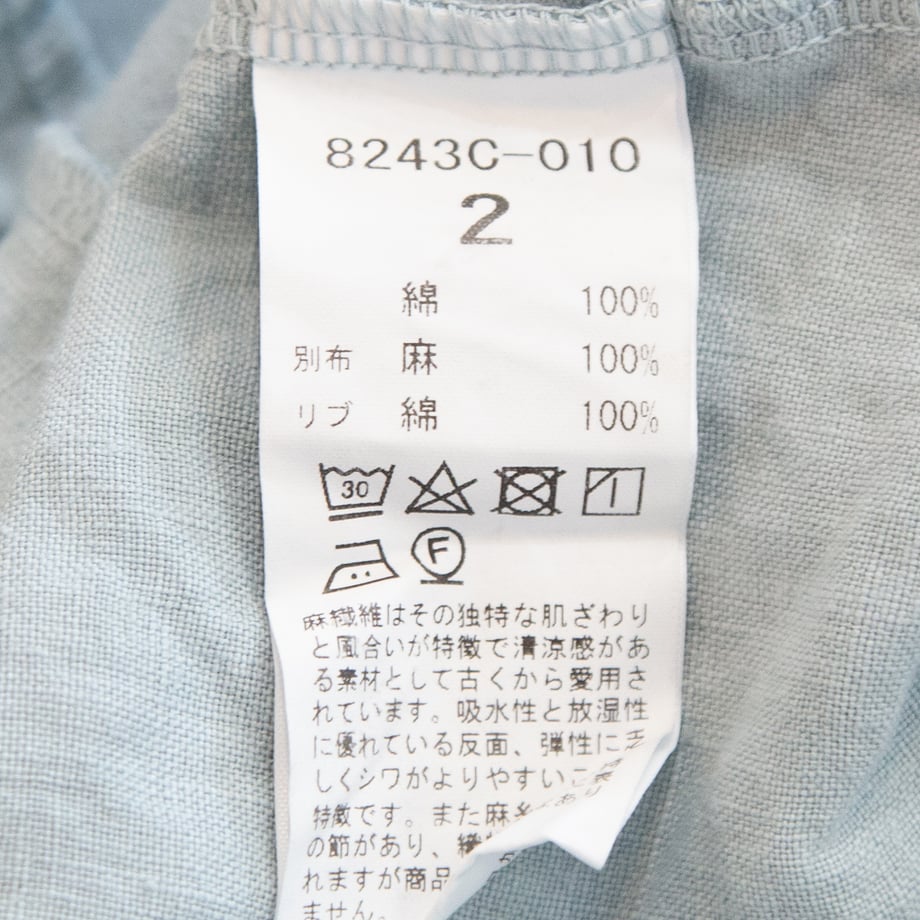 8243C-010
2
綿 100%
別布 麻 100%
リブ 綿 100%
30
F
麻繊維はその独特な肌ざわり
と風合いが特徴で清涼感があ
る素材として古くから愛用さ
れています。吸水性と放湿性
に優れている反面、弾性に
しくシワがよりやすいこ
特徴です。また麻糸
の節があり、織
れますが商品
ません。